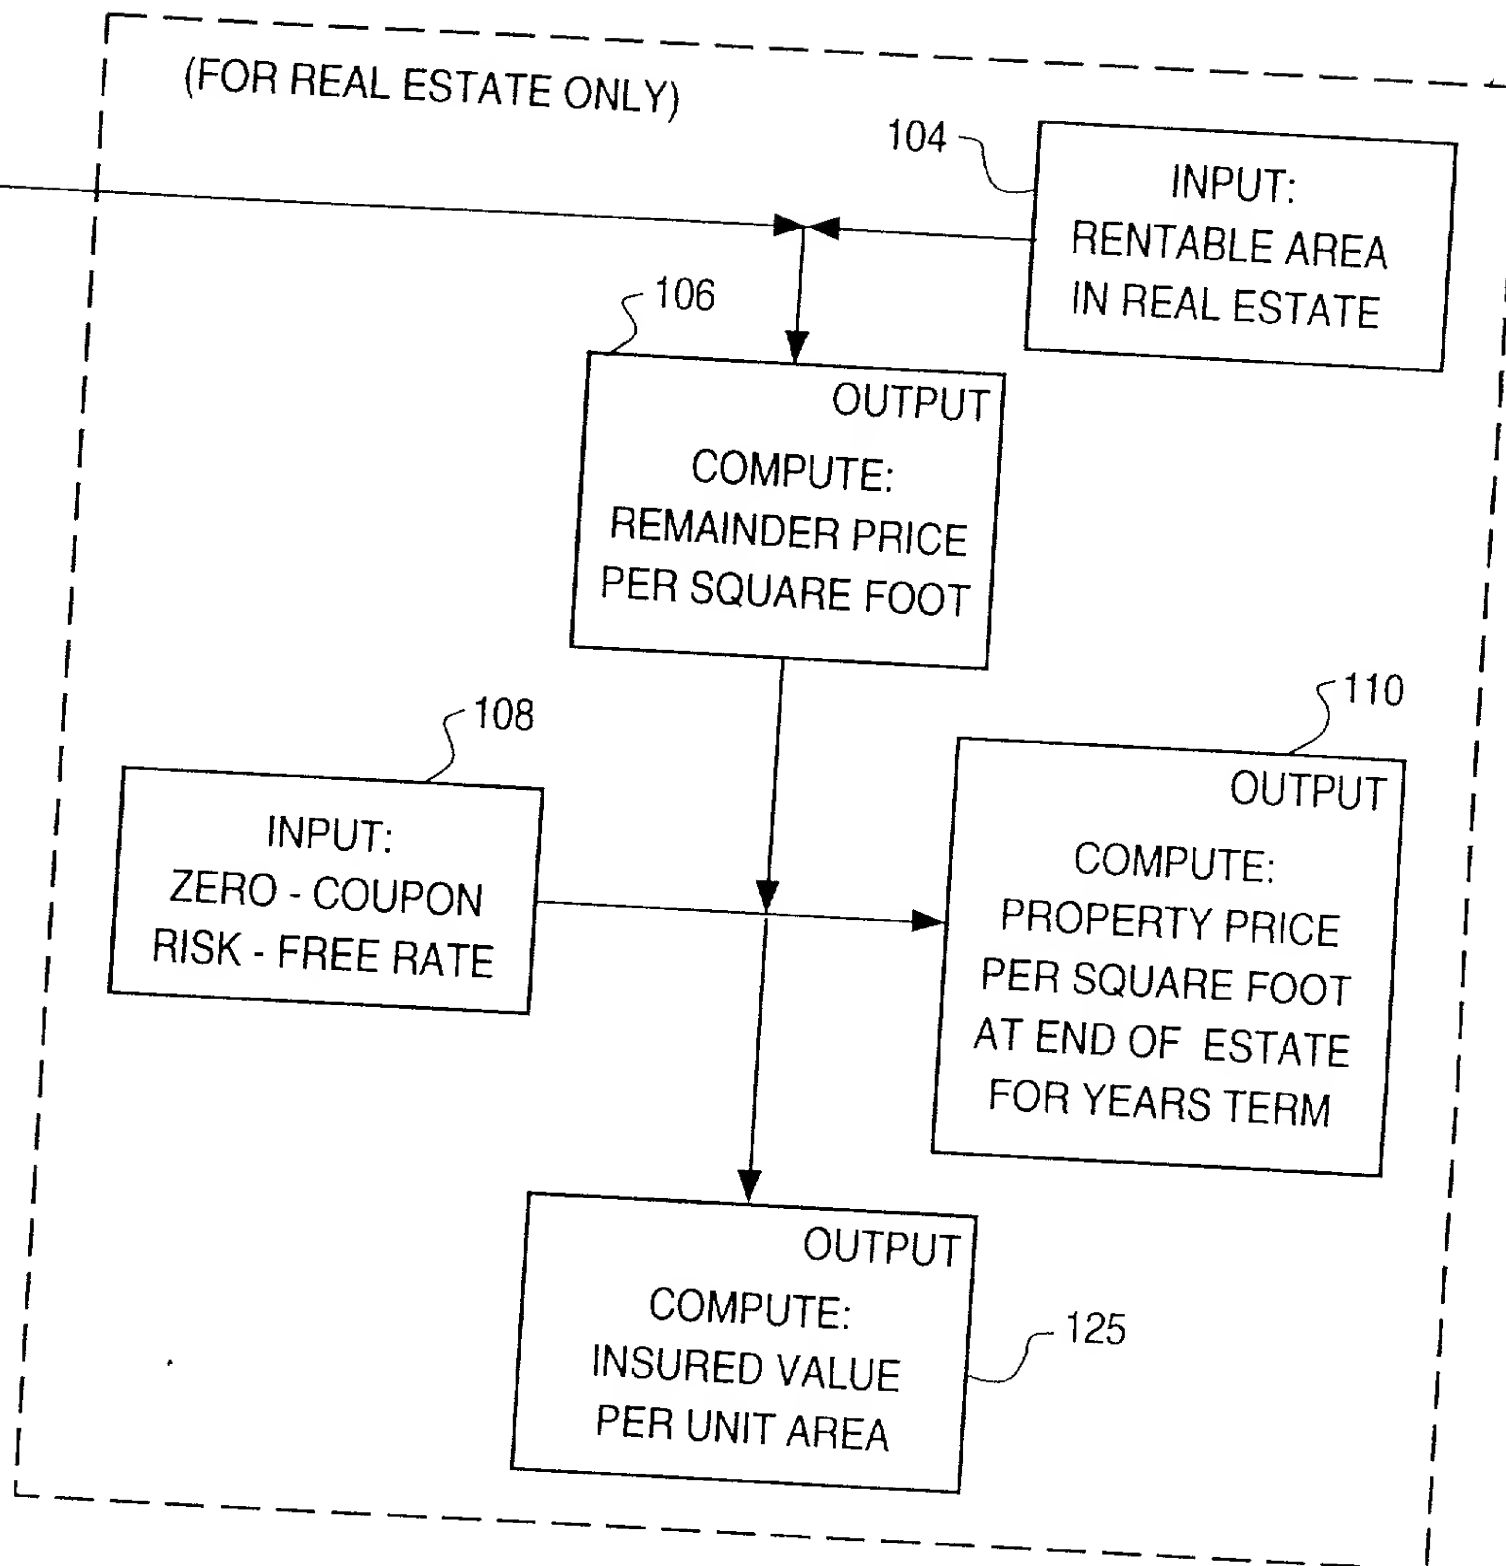 (FOR REAL ESTATE ONLY)
104
INPUT:
RENTABLE AREA
IN REAL ESTATE
106
OUTPUT
COMPUTE:
REMAINDER PRICE
PER SQUARE FOOT
108
INPUT:
ZERO - COUPON
RISK - FREE RATE
110
OUTPUT
COMPUTE:
PROPERTY PRICE
PER SQUARE FOOT
AT END OF ESTATE
FOR YEARS TERM
OUTPUT
COMPUTE:
INSURED VALUE
PER UNIT AREA
125